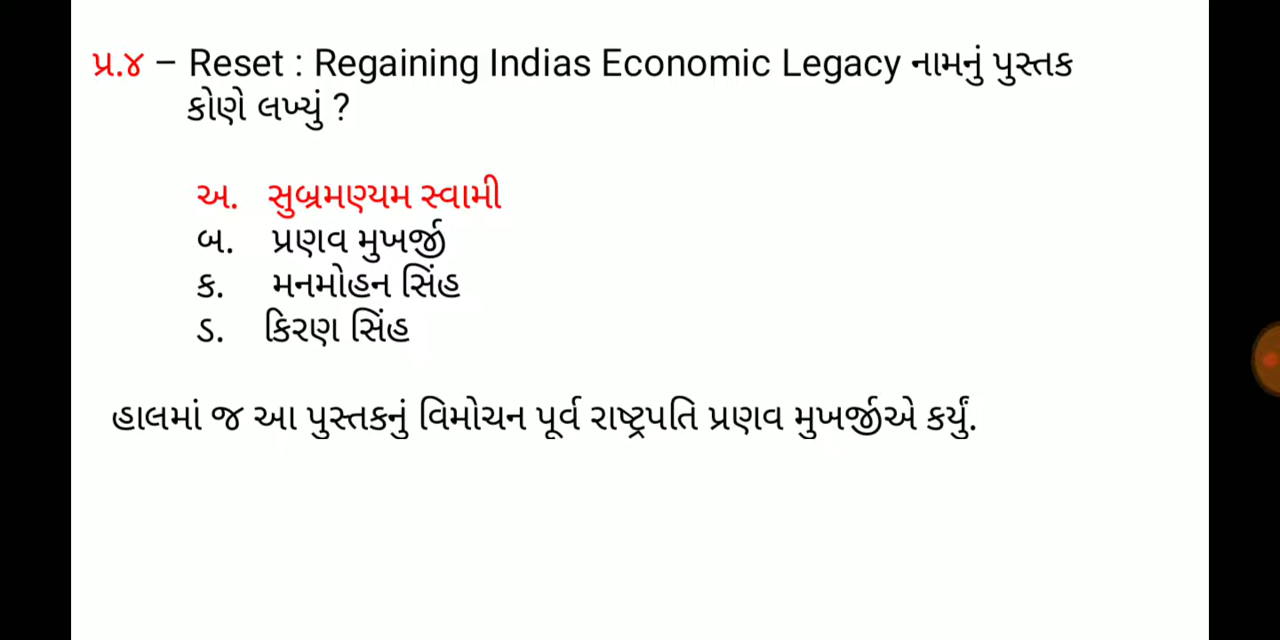 પ્ર.૪ – Reset : Regaining Indias Economic Legacy નામનું પુસ્તક
કોણે લખ્યું ?
અ. સુબ્રમણ્યમ સ્વામી
બ. પ્રણવ મુખર્જી
ક. મનમોહન સિંહ
ડ. કિરણ સિંહ
હાલમાં જ આ પુસ્તકનું વિમોચન પૂર્વ રાષ્ટ્રપતિ પ્રણવ મુખર્જીએ કર્યું.